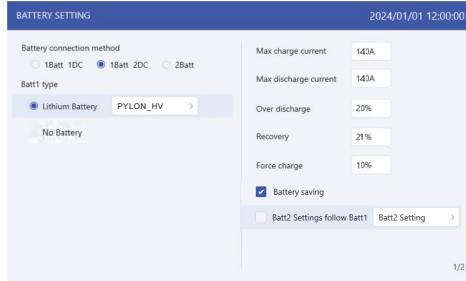 BATTERY SETTING
2024/01/01 12:00:00
Battery connection method
1Batt 1DC
1Batt 2DC
2Batt
Batt1 type
Lithium Battery
PYLON_HV
No Battery
Max charge current 140A
Max discharge current 140A
Over discharge 20%
Recovery 21%
Force charge 10%
Battery saving
Batt2 Settings follow Batt1
Batt2 Setting
1/2